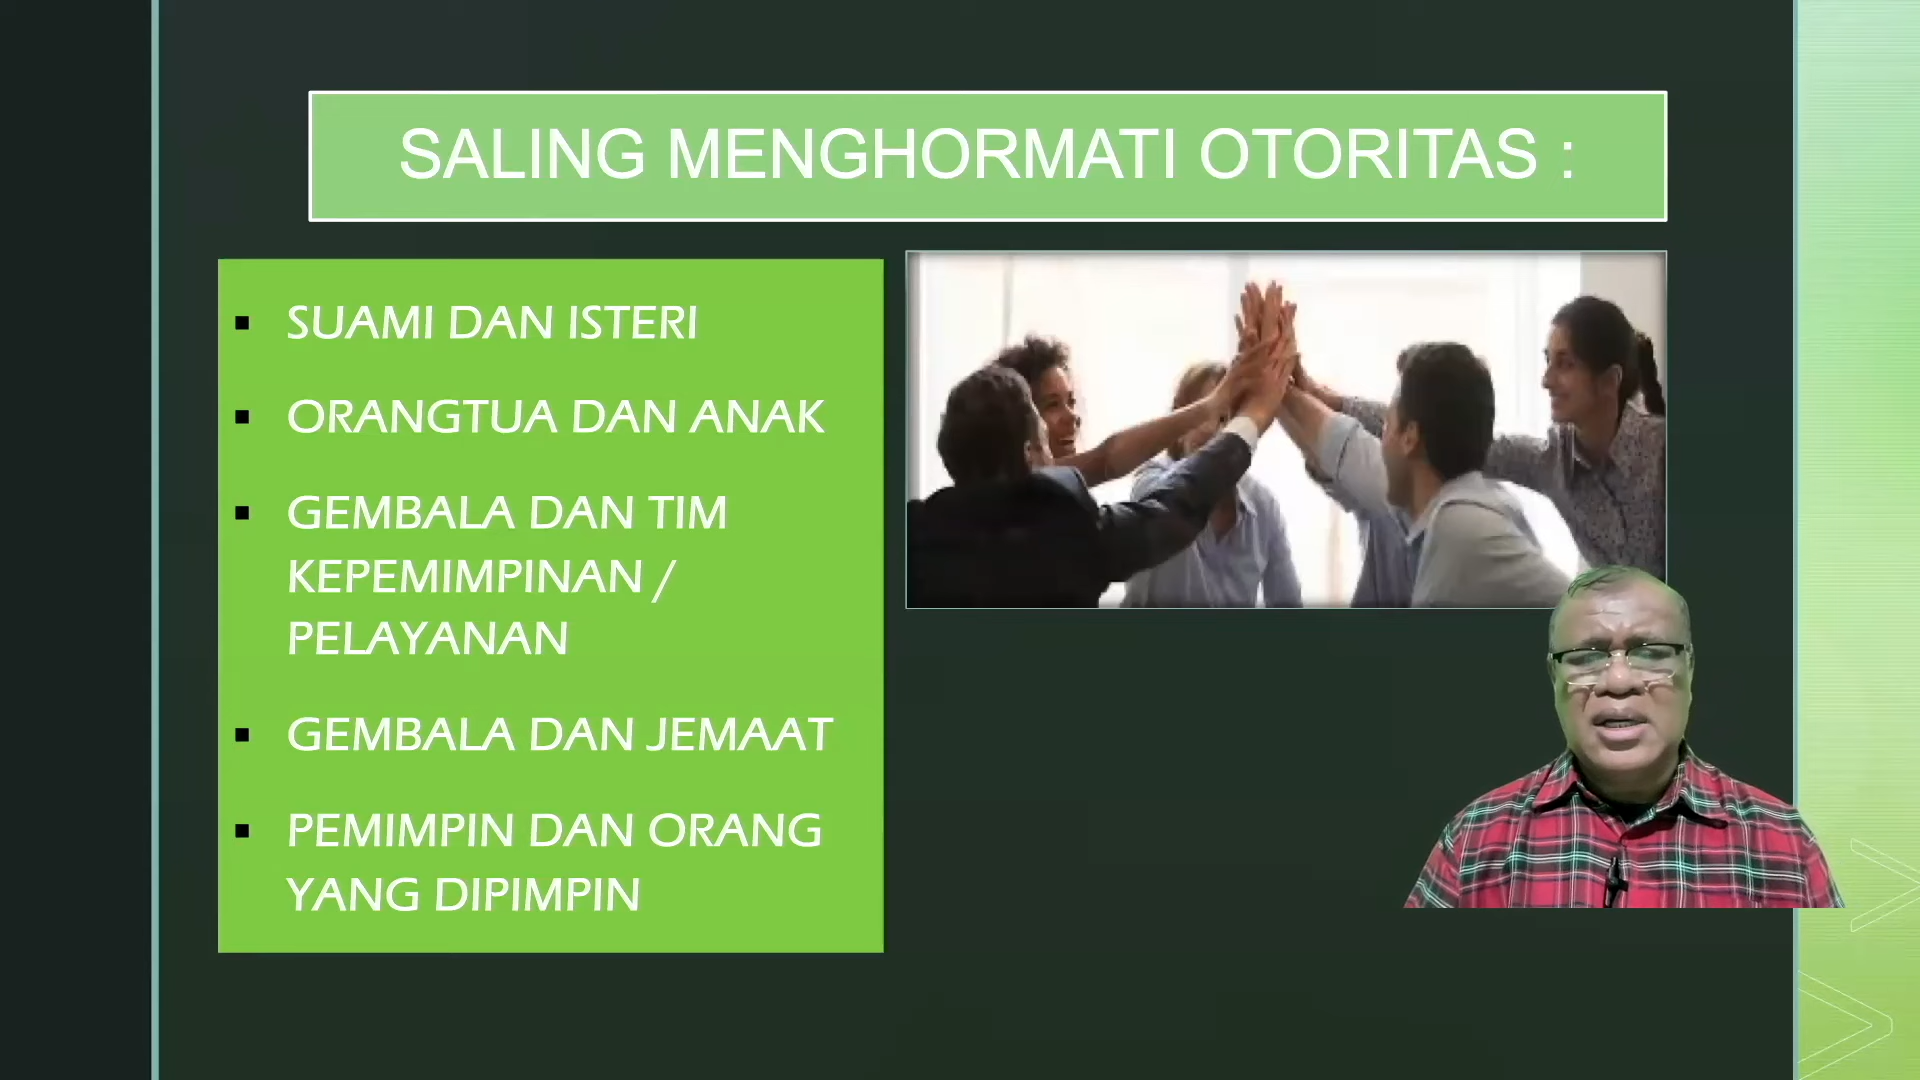 SALING MENGHORMATI OTORITAS :
SUAMI DAN ISTERI
ORANGTUA DAN ANAK
GEMBALA DAN TIM
KEPEMIMPINAN /
PELAYANAN
GEMBALA DAN JEMAAT
PEMIMPIN DAN ORANG
YANG DIPIMPIN